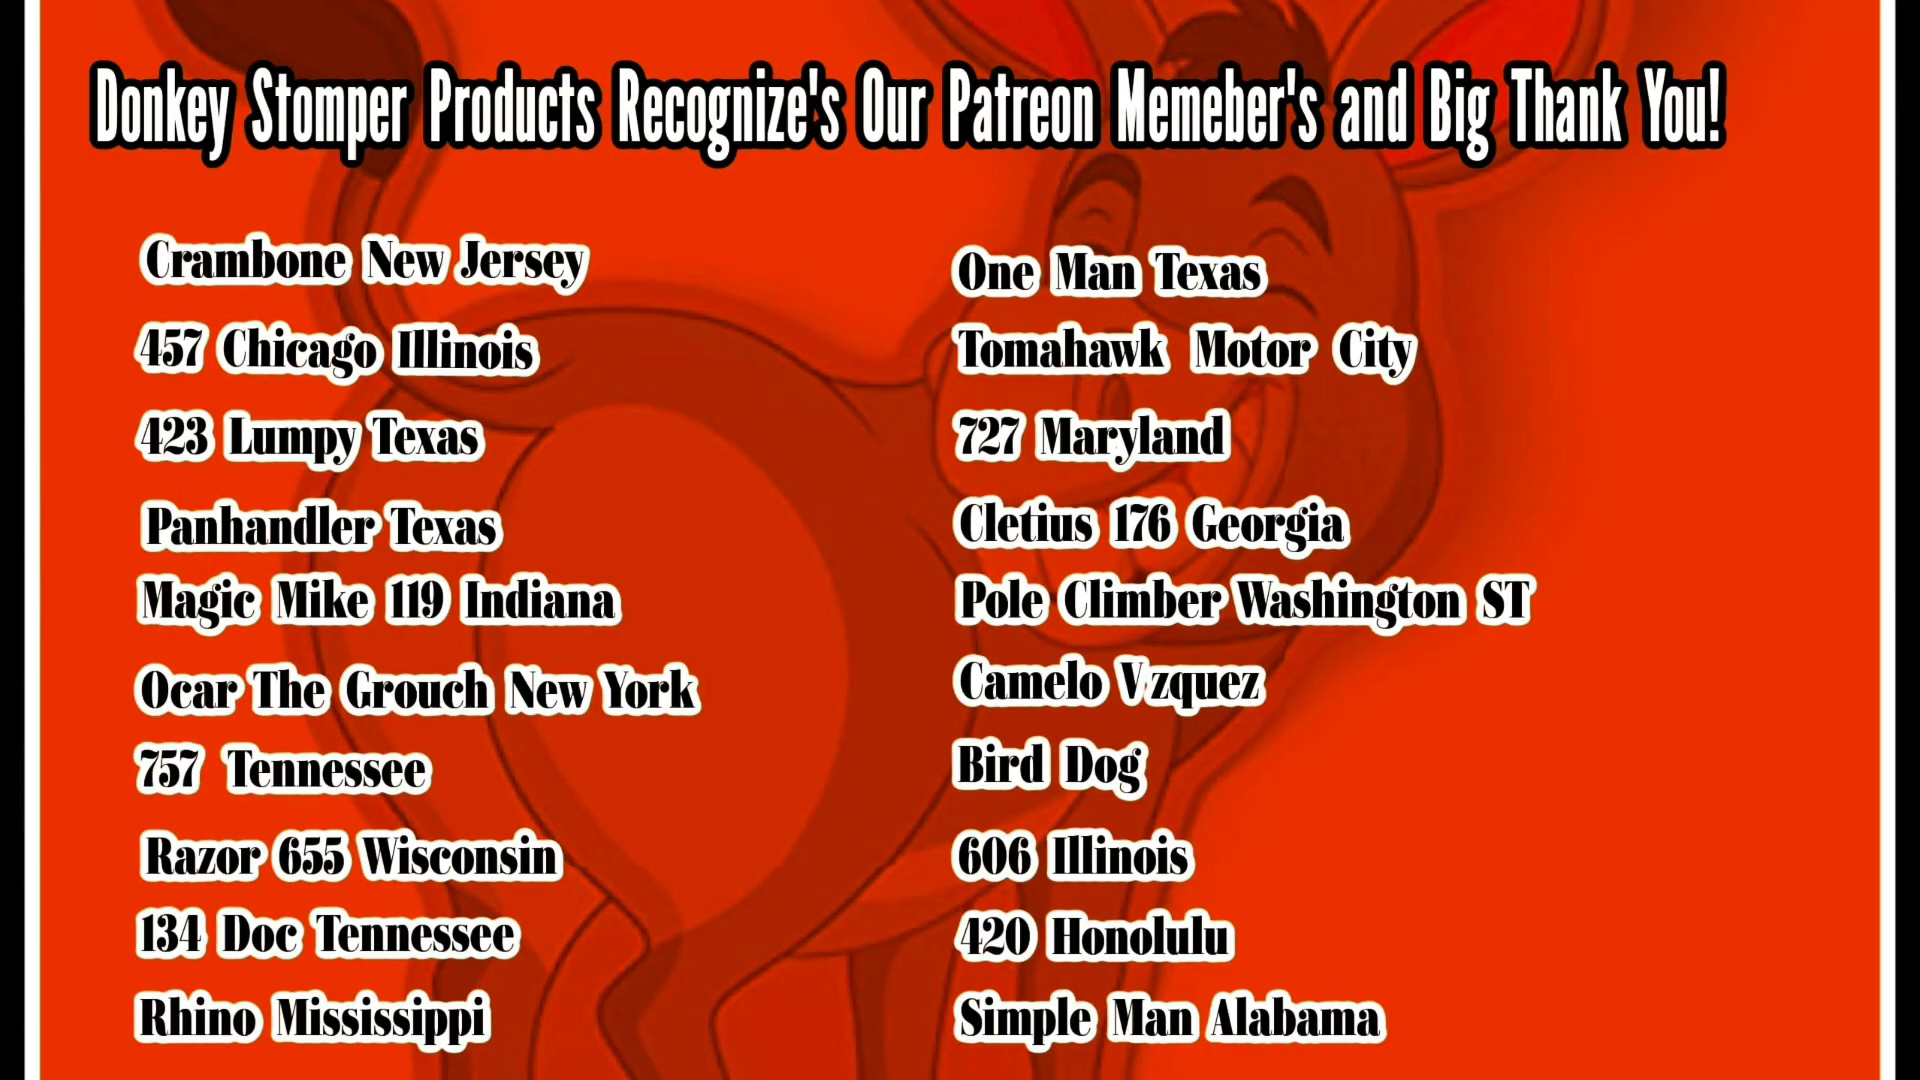 Donkey Stomper Products Recognize's Our Patreon Memeber's and Big Thank You!
Crambone New Jersey
457 Chicago Illinois
423 Lumpy Texas
Panhandler Texas
Magic Mike 119 Indiana
Ocar The Grouch New York
757 Tennessee
Razor 655 Wisconsin
134 Doc Tennessee
Rhino Mississippi
One Man Texas
Tomahawk Motor City
727 Maryland
Cletius 176 Georgia
Pole Climber Washington ST
Camelo Vzquez
Bird Dog
606 Illinois
420 Honolulu
Simple Man Alabama